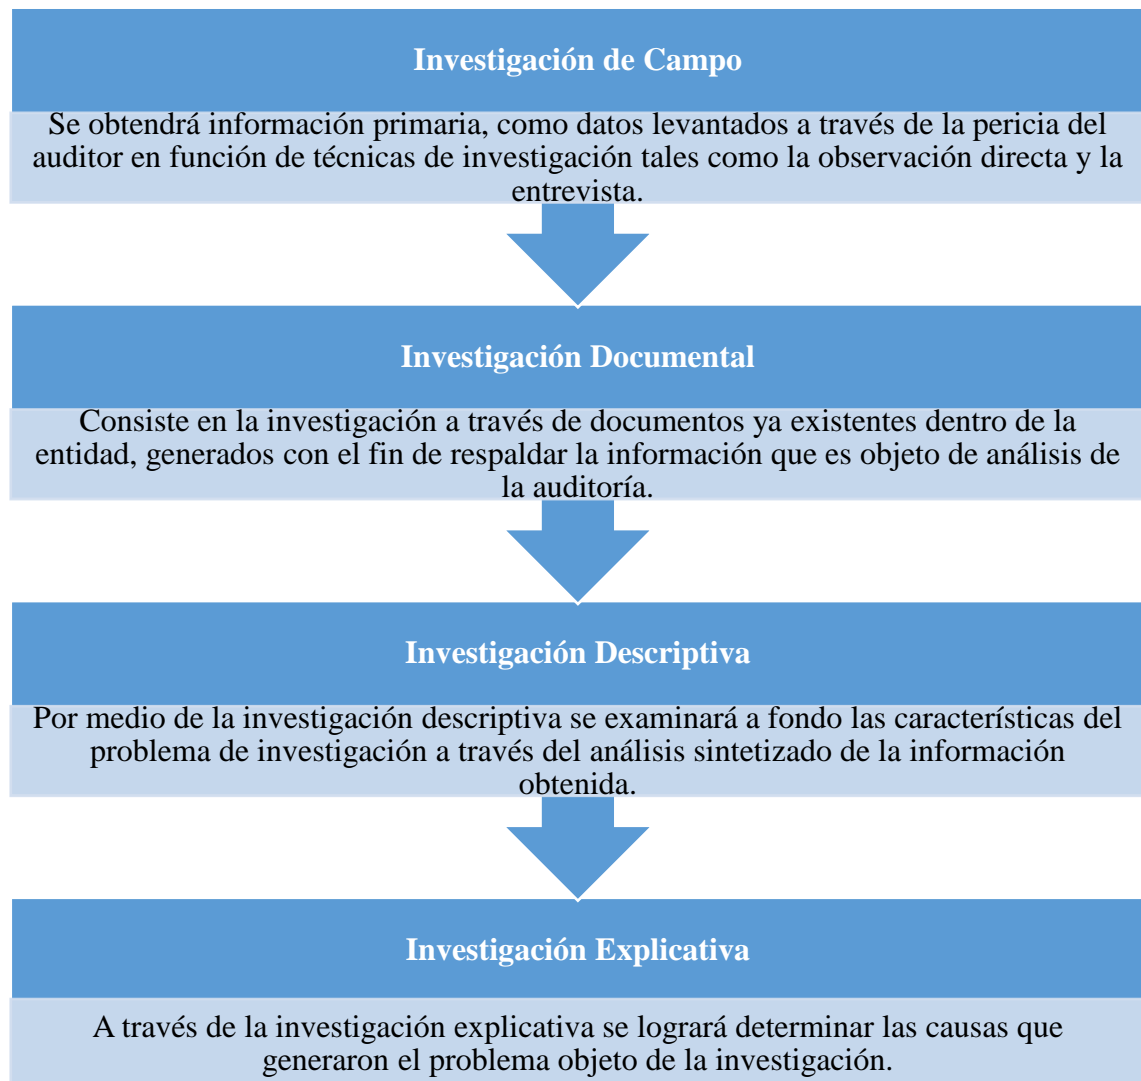 Investigación de Campo
Se obtendrá información primaria, como datos levantados a través de la pericia del
auditor en función de técnicas de investigación tales como la observación directa y la
entrevista.
Investigación Documental
Consiste en la investigación a través de documentos ya existentes dentro de la
entidad, generados con el fin de respaldar la información que es objeto de análisis de
la auditoría.
Investigación Descriptiva
Por medio de la investigación descriptiva se examinará a fondo las características del
problema de investigación a través del análisis sintetizado de la información
obtenida.
Investigación Explicativa
A través de la investigación explicativa se logrará determinar las causas que
generaron el problema objeto de la investigación.